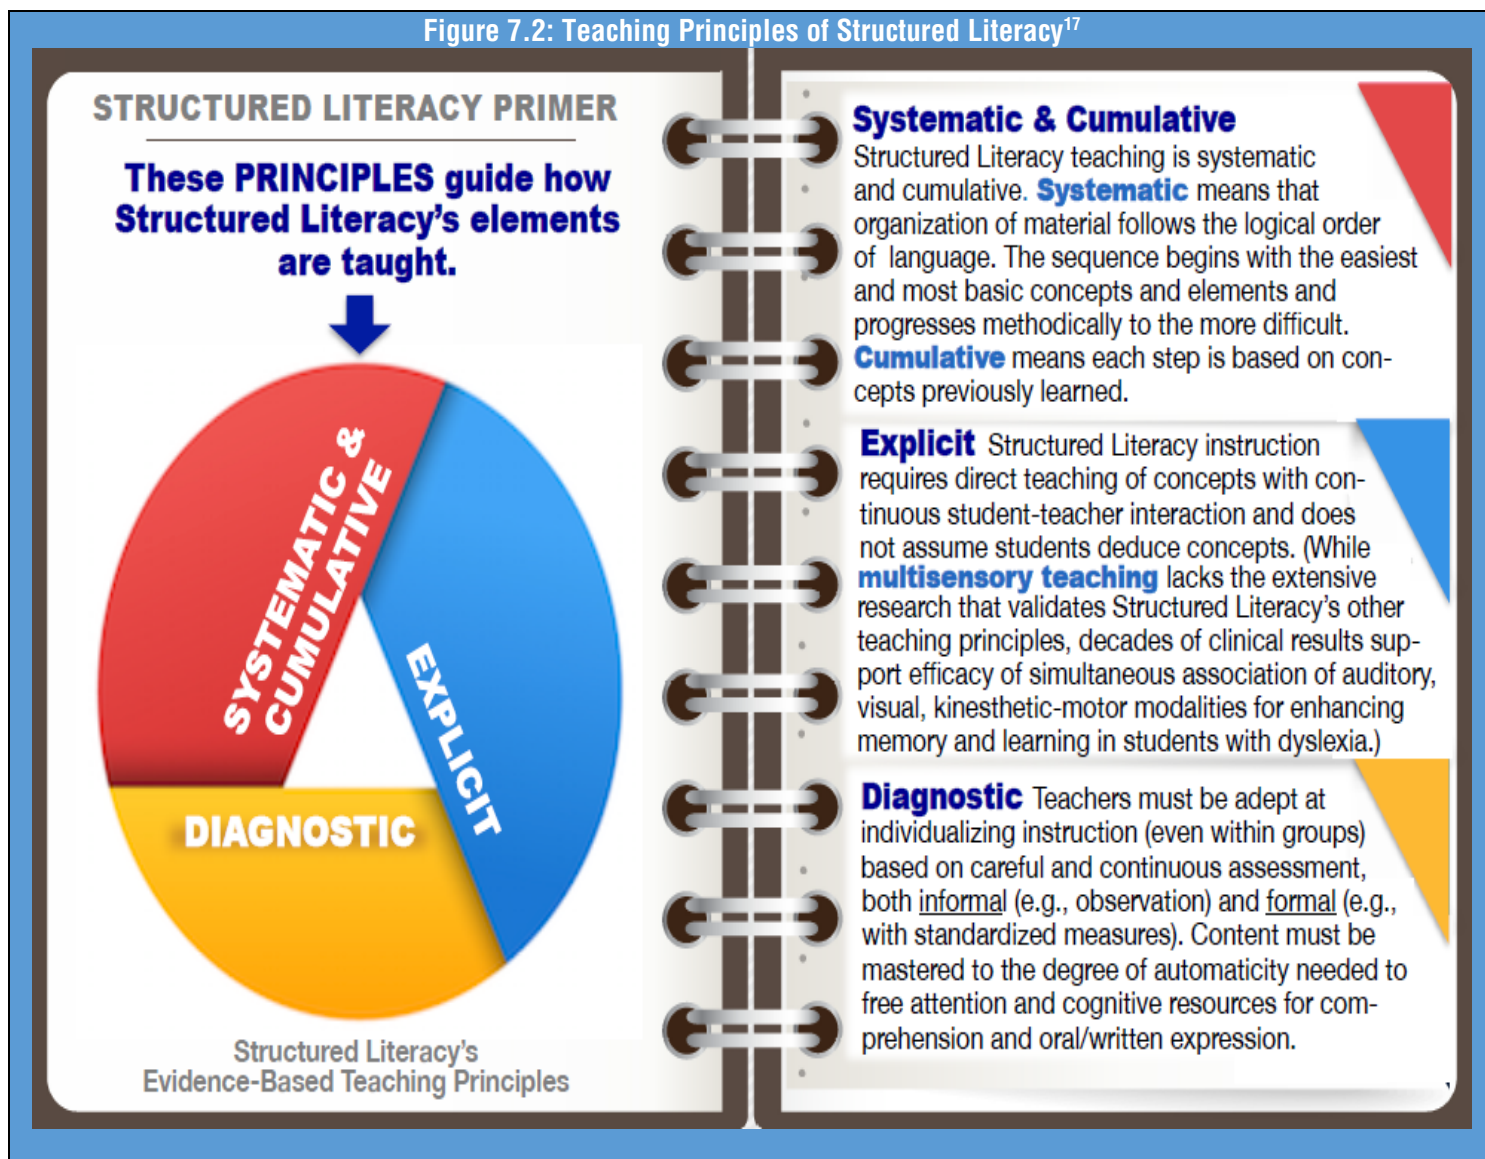 Figure 7.2: Teaching Principles of Structured Literacy17
STRUCTURED LITERACY PRIMER
These PRINCIPLES guide how
Structured Literacy’s elements
are taught.
SYSTEMATIC &
CUMULATIVE
EXPLICIT
DIAGNOSTIC
Structured Literacy’s
Evidence-Based Teaching Principles
Systematic & Cumulative
Structured Literacy teaching is systematic
and cumulative. Systematic means that
organization of material follows the logical order
of language. The sequence begins with the easiest
and most basic concepts and elements and
progresses methodically to the more difficult.
Cumulative means each step is based on con-
cepts previously learned.
Explicit Structured Literacy instruction
requires direct teaching of concepts with con-
tinuous student-teacher interaction and does
not assume students deduce concepts. (While
multisensory teaching lacks the extensive
research that validates Structured Literacy’s other
teaching principles, decades of clinical results sup-
port efficacy of simultaneous association of auditory,
visual, kinesthetic-motor modalities for enhancing
memory and learning in students with dyslexia.)
Diagnostic Teachers must be adept at
individualizing instruction (even within groups)
based on careful and continuous assessment,
both informal (e.g., observation) and formal (e.g.,
with standardized measures). Content must be
mastered to the degree of automaticity needed to
free attention and cognitive resources for com-
prehension and oral/written expression.